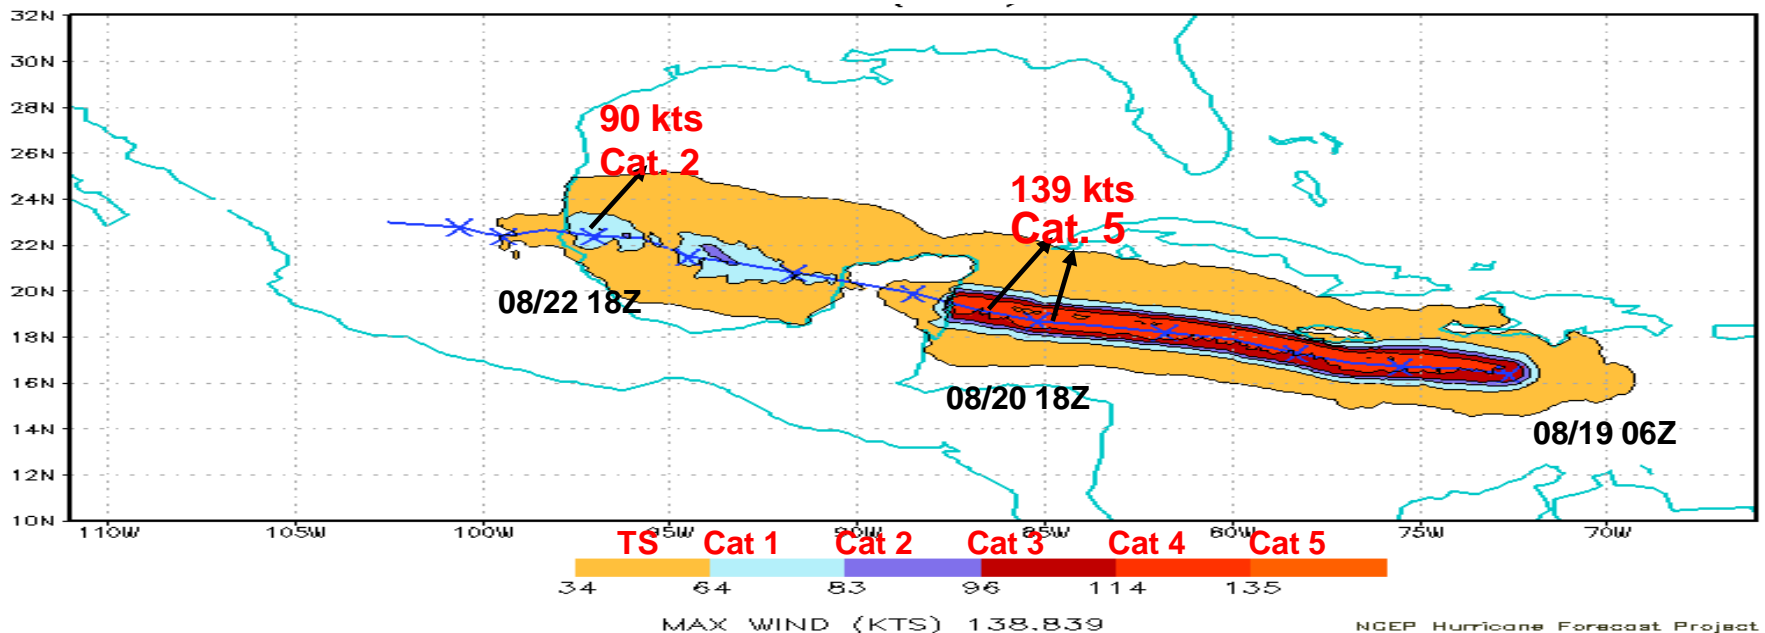 32N
30N
28N
26N
24N
22N
20N
18N
16N
14N
12N
10N
90 kts
Cat. 2
139 kts
Cat. 5
08/22 18Z
08/20 18Z
08/19 06Z
110W 105W 100W 95W 90W 85W 80W 75W 70W
TS Cat 1 Cat 2 Cat 3 Cat 4 Cat 5
34 64 83 96 114 135
MAX WIND (KTS) 138.839
NCEP Hurricane Forecast Project